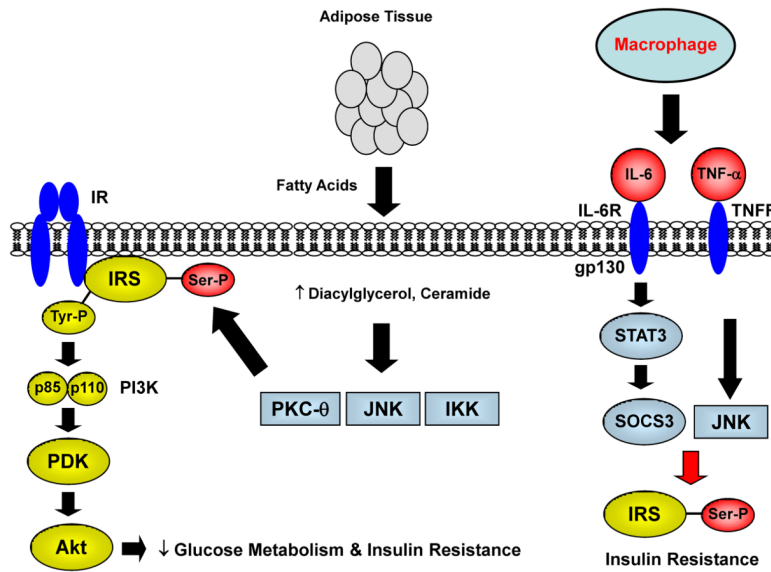 Adipose Tissue
Macrophage
IL-6
TNF-α
Fatty Acids
IR
IL-6R
TNFF
gp130
IRS
Ser-P
Tyr-P
↑ Diacylglycerol, Ceramide
STAT3
p85
p110
PI3K
PKC-θ
JNK
IKK
SOCS3
JNK
PDK
IRS
Ser-P
Akt
↓ Glucose Metabolism & Insulin Resistance
Insulin Resistance